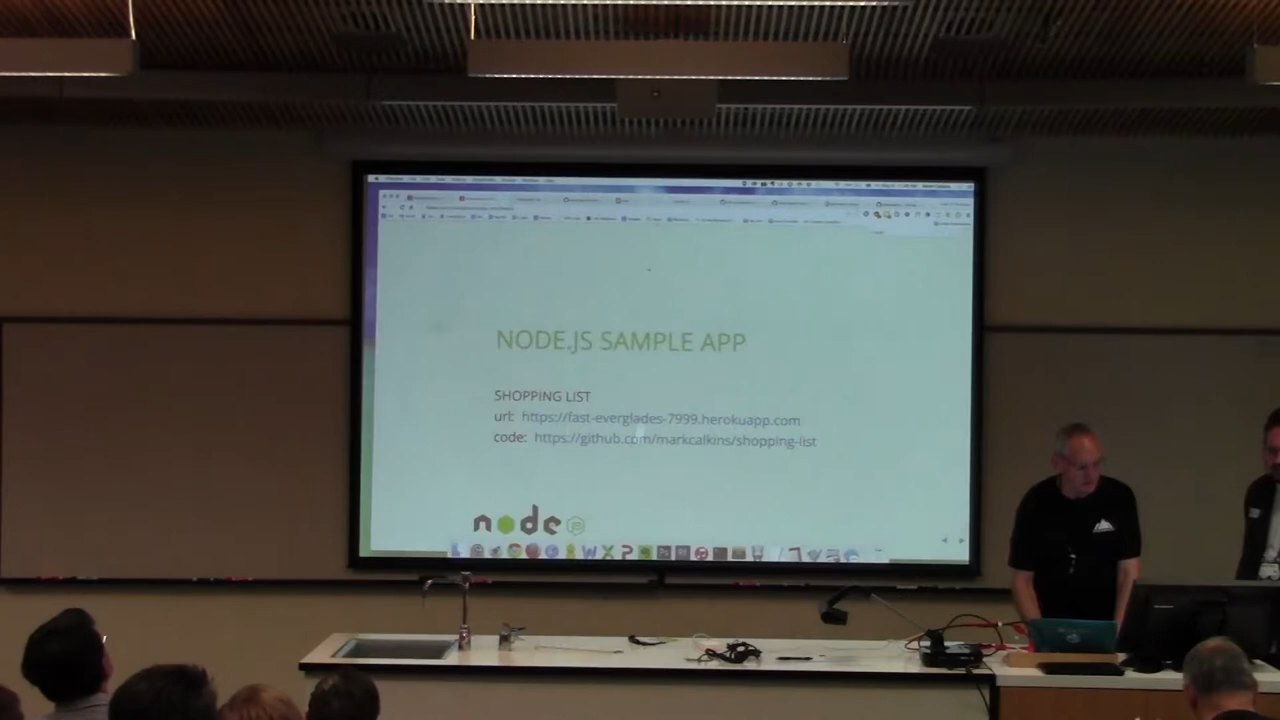 NODE.JS SAMPLE APP
SHOPPING LIST
url: https://fast-everglades-7999.herokuapp.com
code: https://github.com/markcalkins/shopping-list
node JS